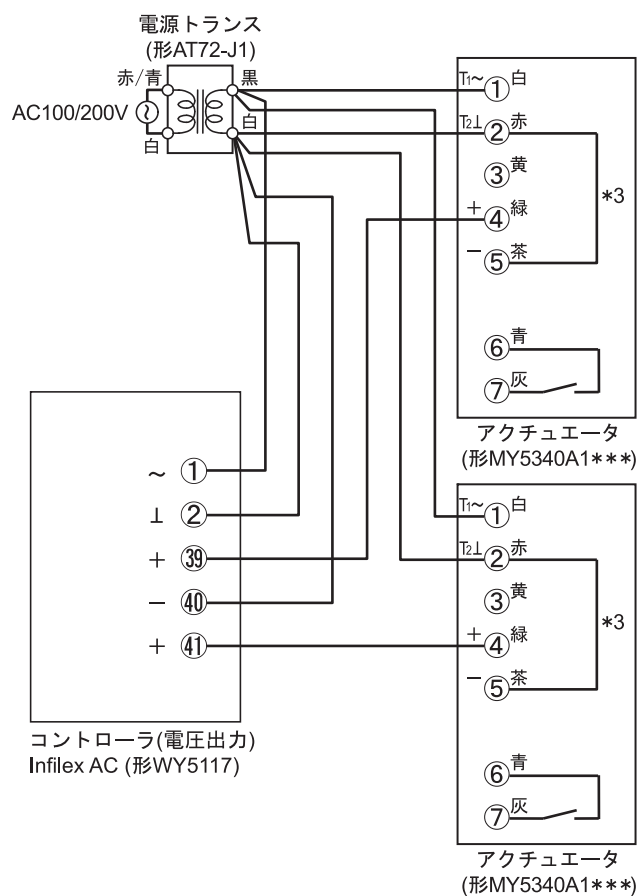 電源トランス
(形AT72-J1)
赤/青
黒
AC100/200V
白
白
T1~ ① 白
T2⊥ ② 赤
③ 黄
*3
+ ④ 緑
− ⑤ 茶
⑥ 青
⑦ 灰
アクチュエータ
(形MY5340A1***)
~ ①
⊥ ②
+ ㊴
− ㊵
+ ㊶
コントローラ(電圧出力)
Infilex AC (形WY5117)
T1~ ① 白
T2⊥ ② 赤
③ 黄
*3
+ ④ 緑
− ⑤ 茶
⑥ 青
⑦ 灰
アクチュエータ
(形MY5340A1***)